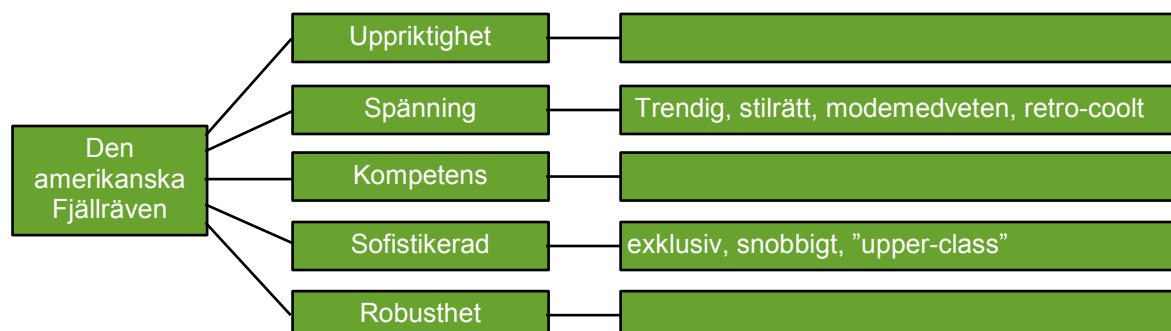 Uppriktighet
Spänning
Trendig, stilrätt, modemedveten, retro-coolt
Den
amerikanska
Fjällräven
Kompetens
Sofistikerad
exklusiv, snobbigt, ”upper-class”
Robusthet